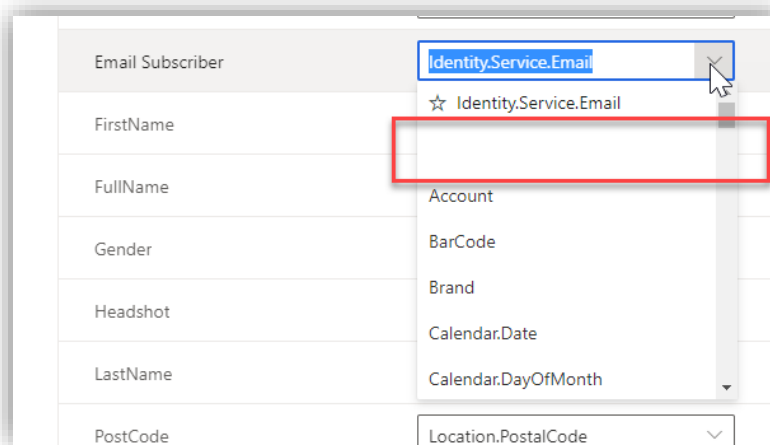 Email Subscriber
Identity.Service.Email
☆ Identity.Service.Email
FirstName
FullName
Account
Gender
BarCode
Brand
Headshot
Calendar.Date
LastName
Calendar.DayOfMonth
PostCode
Location.PostalCode